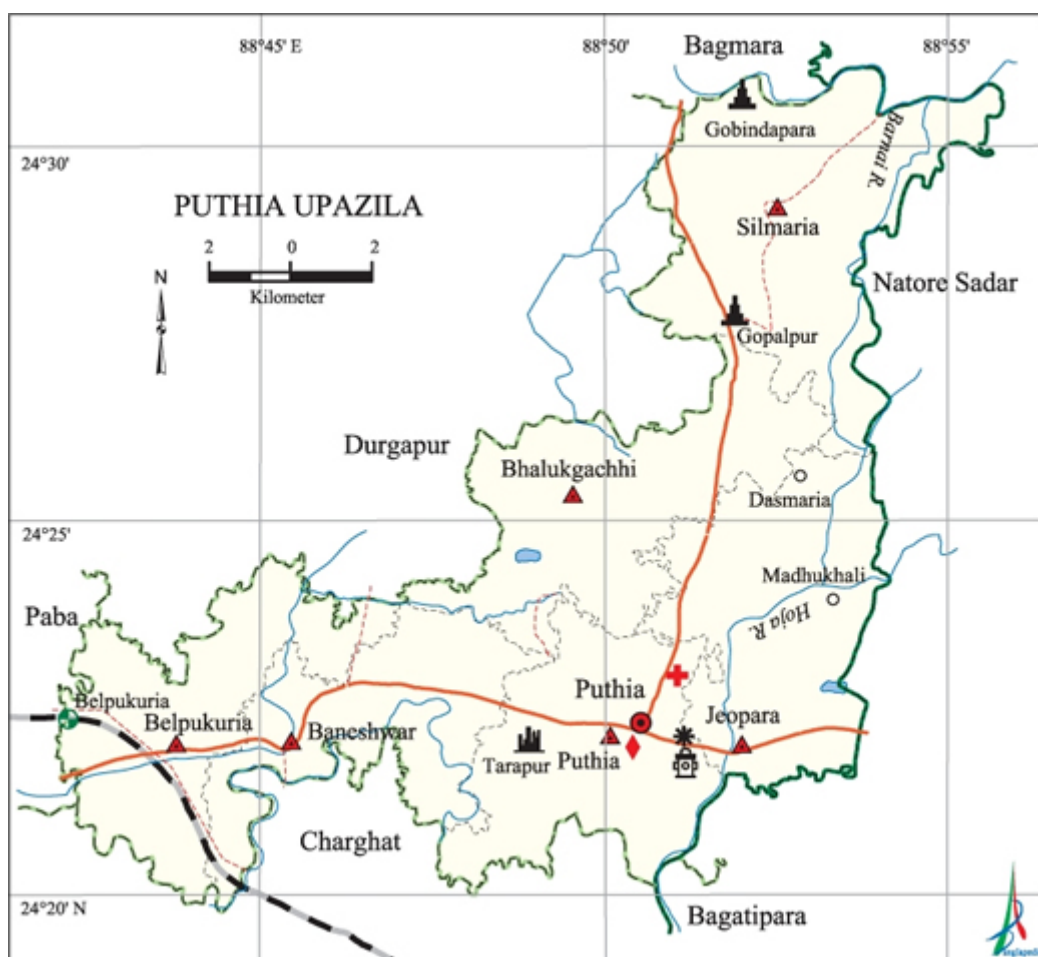 88°45' E
88°50'
88°55'
Bagmara
Gobindapara
Barnai R.
24°30'
PUTHIA UPAZILA
2 0 2
Kilometer
N
Silmaria
Natore Sadar
Gopalpur
Durgapur
Bhalukgachhi
Dasmaria
24°25'
Madhukhali
Paba
Hoja R.
Belpukuria
Puthia
Belpukuria
Baneshwar
Jeopara
Tarapur
Puthia
Charghat
24°20' N
Bagatipara